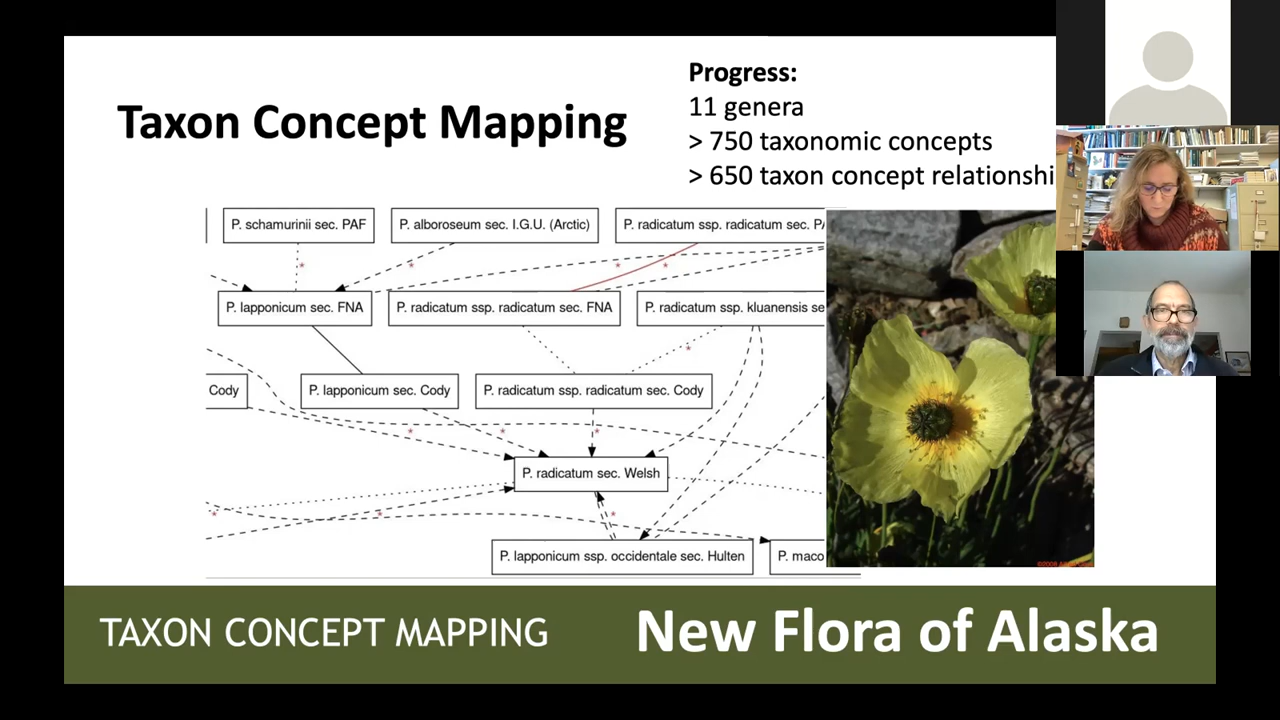 Taxon Concept Mapping
Progress:
11 genera
> 750 taxonomic concepts
> 650 taxon concept relationshi
P. schamurinii sec. PAF
P. alboroseum sec. I.G.U. (Arctic)
P. radicatum ssp. radicatum sec. PA
P. lapponicum sec. FNA
P. radicatum ssp. radicatum sec. FNA
P. radicatum ssp. kluanensis se
Cody
P. lapponicum sec. Cody
P. radicatum ssp. radicatum sec. Cody
P. radicatum sec. Welsh
P. lapponicum ssp. occidentale sec. Hulten
P. maco
TAXON CONCEPT MAPPING
New Flora of Alaska